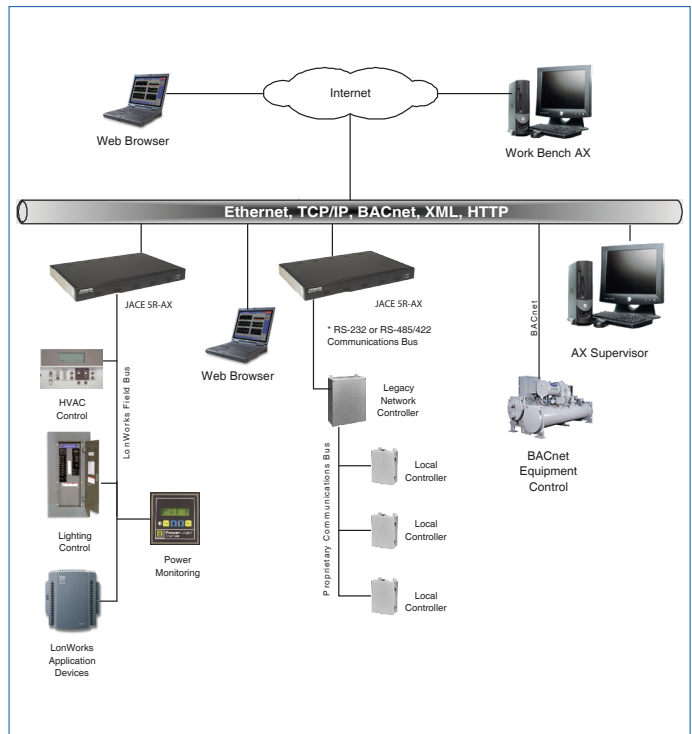 Internet
Web Browser
Work Bench AX
Ethernet, TCP/IP, BACnet, XML, HTTP
JACE 5R-AX
JACE 5R-AX
* RS-232 or RS-485/422
Communications Bus
BACnet
AX Supervisor
Web Browser
HVAC
Control
LonWorks Field Bus
Legacy
Network
Controller
BACnet
Equipment
Control
Proprietary Communications Bus
Local
Controller
Lighting
Control
Power
Monitoring
Local
Controller
Local
Controller
LonWorks
Application
Devices